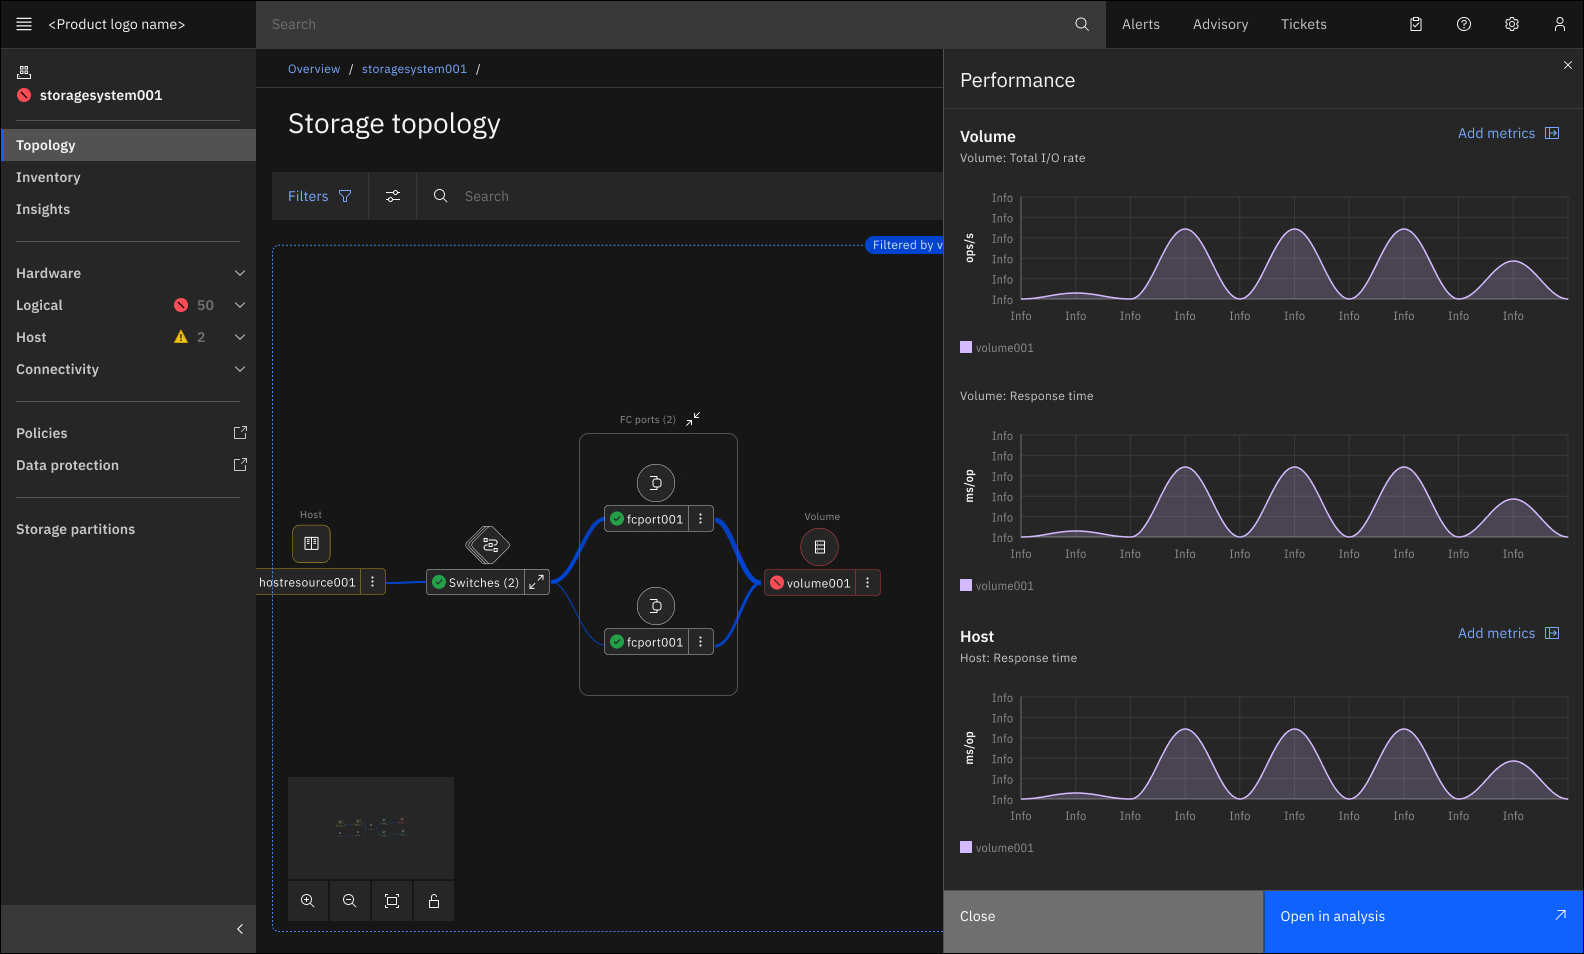 <Product logo name>
Search
Alerts
Advisory
Tickets
storagesystem001
Topology
Inventory
Insights
Hardware
Logical 50
Host 2
Connectivity
Policies
Data protection
Storage partitions
Overview / storagesystem001 /
Storage topology
Filters
Search
Filtered by v
FC ports (2)
fcport001
Host
hostresource001
Switches (2)
Volume
volume001
fcport001
Performance
Volume
Add metrics
Volume: Total I/O rate
ops/s
Info
Info
Info
Info
Info
Info
Info Info Info Info Info Info Info Info Info Info
volume001
Volume: Response time
ms/op
Info
Info
Info
Info
Info
Info
Info Info Info Info Info Info Info Info Info Info
volume001
Host
Add metrics
Host: Response time
ms/op
Info
Info
Info
Info
Info
Info
Info Info Info Info Info Info Info Info Info Info
volume001
Close
Open in analysis